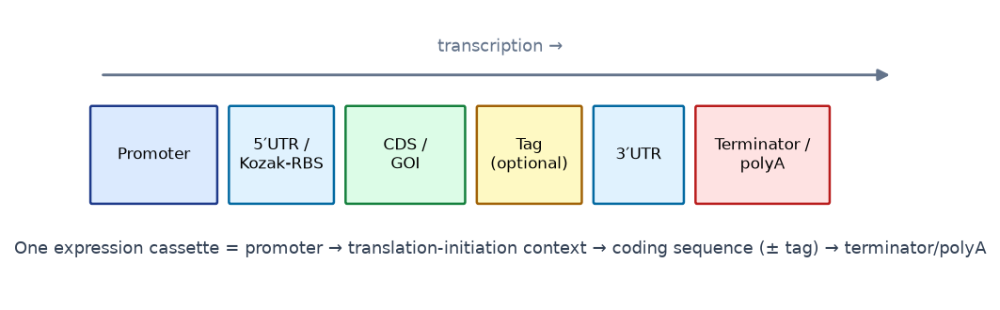 transcription →
Promoter
5′UTR /
Kozak-RBS
CDS /
GOI
Tag
(optional)
3′UTR
Terminator /
polyA
One expression cassette = promoter → translation-initiation context → coding sequence (± tag) → terminator/polyA